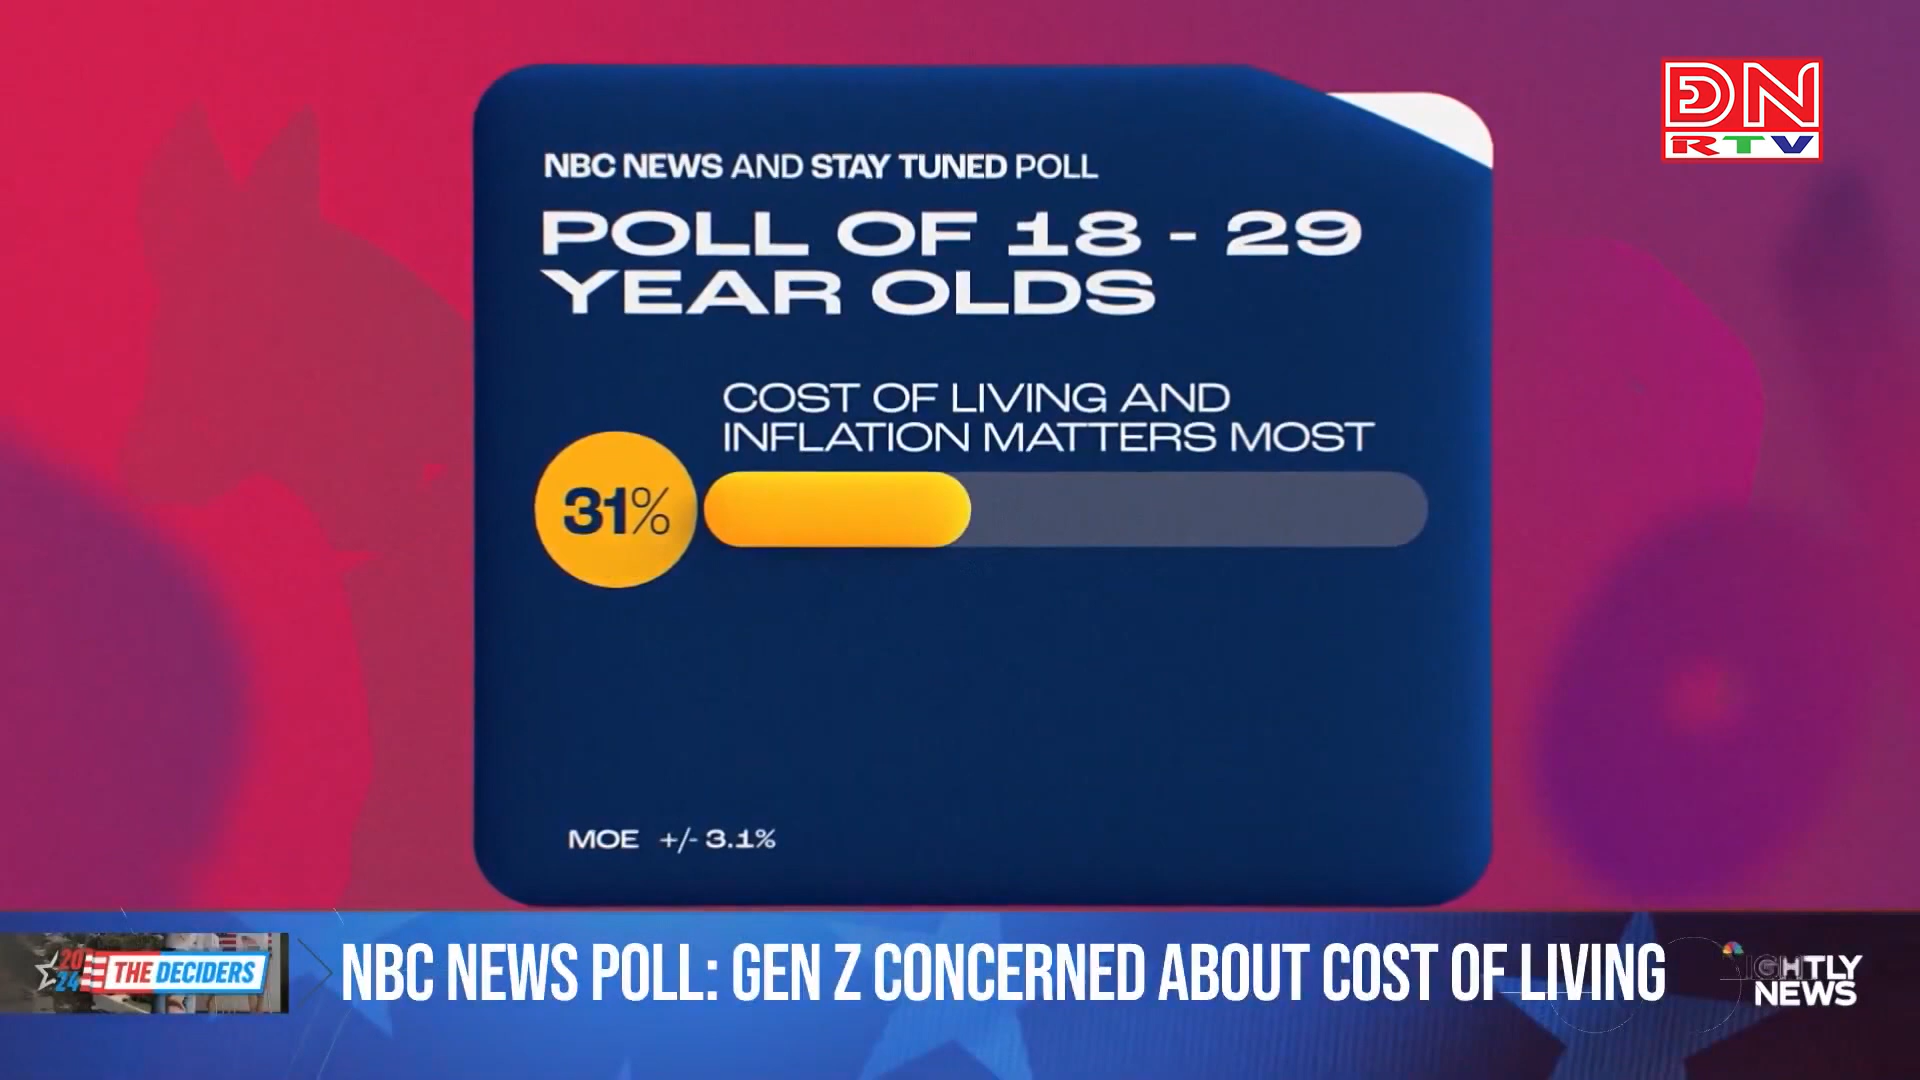 DN
RTV
NBC NEWS AND STAY TUNED POLL
POLL OF 18 - 29
YEAR OLDS
COST OF LIVING AND
INFLATION MATTERS MOST
31%
MOE +/- 3.1%
2024 THE DECIDERS
NBC NEWS POLL: GEN Z CONCERNED ABOUT COST OF LIVING
IGHTLY
NEWS